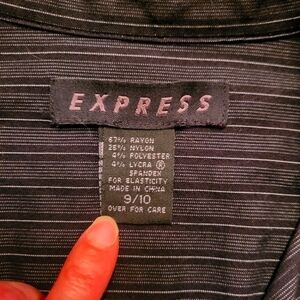 EXPRESS
67% RAYON
25% NYLON
4% POLYESTER
4% LYCRA ®
SPANDEX
FOR ELASTICITY
MADE IN CHINA
9/10
OVER FOR CARE